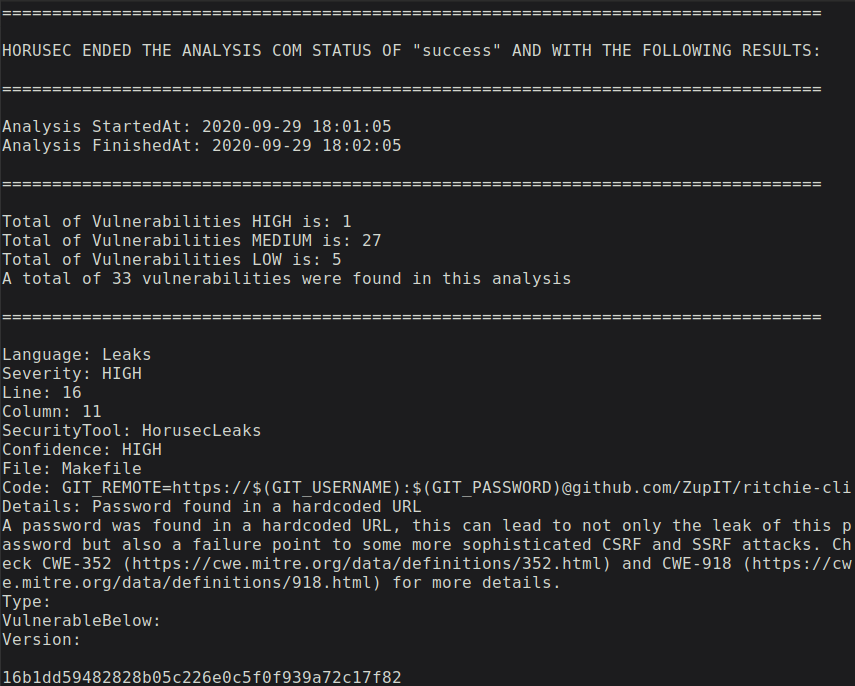 ==================================================================================
HORUSEC ENDED THE ANALYSIS COM STATUS OF "success" AND WITH THE FOLLOWING RESULTS:
==================================================================================
Analysis StartedAt: 2020-09-29 18:01:05
Analysis FinishedAt: 2020-09-29 18:02:05
==================================================================================
Total of Vulnerabilities HIGH is: 1
Total of Vulnerabilities MEDIUM is: 27
Total of Vulnerabilities LOW is: 5
A total of 33 vulnerabilities were found in this analysis
==================================================================================
Language: Leaks
Severity: HIGH
Line: 16
Column: 11
SecurityTool: HorusecLeaks
Confidence: HIGH
File: Makefile
Code: GIT_REMOTE=https://$(GIT_USERNAME):$(GIT_PASSWORD)@github.com/ZupIT/ritchie-cli
Details: Password found in a hardcoded URL
A password was found in a hardcoded URL, this can lead to not only the leak of this p
assword but also a failure point to some more sophisticated CSRF and SSRF attacks. Ch
eck CWE-352 (https://cwe.mitre.org/data/definitions/352.html) and CWE-918 (https://cw
e.mitre.org/data/definitions/918.html) for more details.
Type:
VulnerableBelow:
Version:
16b1dd59482828b05c226e0c5f0f939a72c17f82